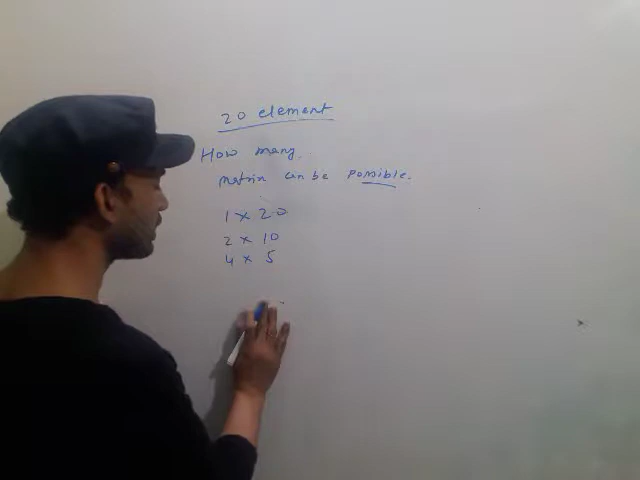 20 element
How many
matrix can be possible.
1 × 20
2 × 10
4 × 5